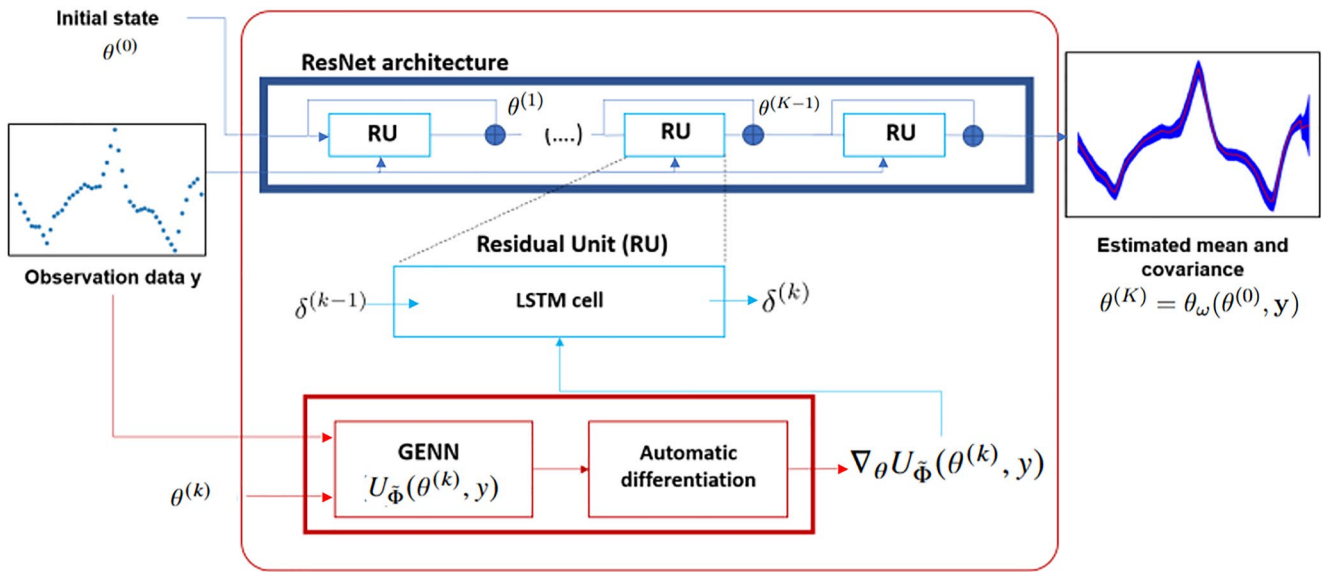 Initial state
θ^(0)
ResNet architecture
θ^(1)
θ^(K−1)
RU
(....)
RU
RU
Observation data y
Residual Unit (RU)
δ^(k−1)
LSTM cell
δ^(k)
Estimated mean and
covariance
θ^(K) = θ_ω(θ^(0), y)
GENN
U_Φ̃(θ^(k), y)
Automatic
differentiation
∇_θ U_Φ̃(θ^(k), y)
θ^(k)